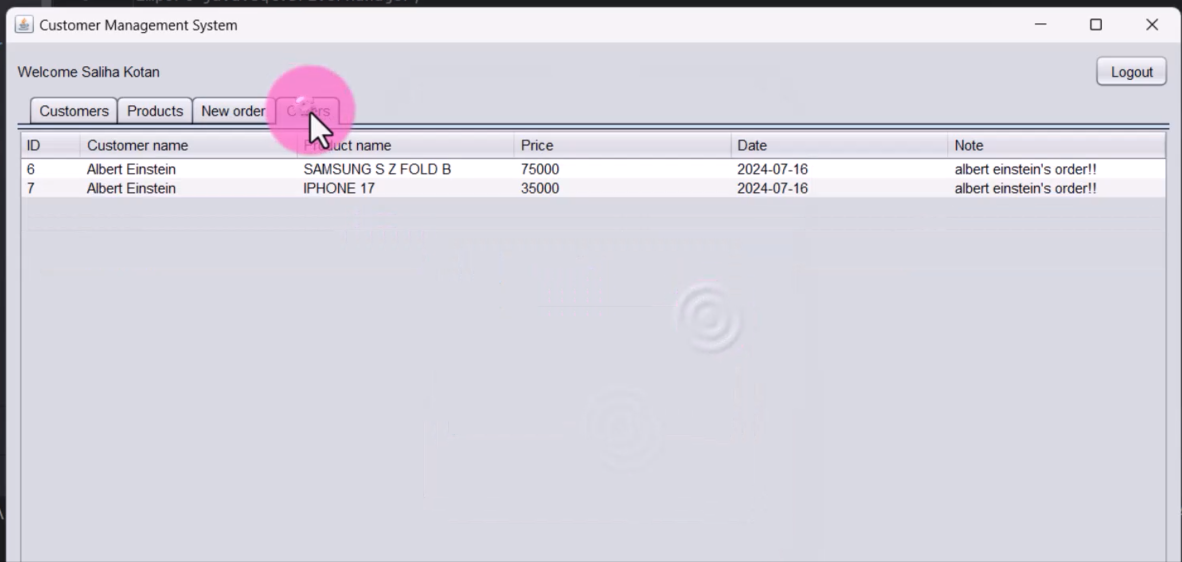 Customer Management System
Welcome Saliha Kotan
Logout
Customers Products New order
ID Customer name Product name Price Date Note
6 Albert Einstein SAMSUNG S Z FOLD B 75000 2024-07-16 albert einstein's order!!
7 Albert Einstein IPHONE 17 35000 2024-07-16 albert einstein's order!!